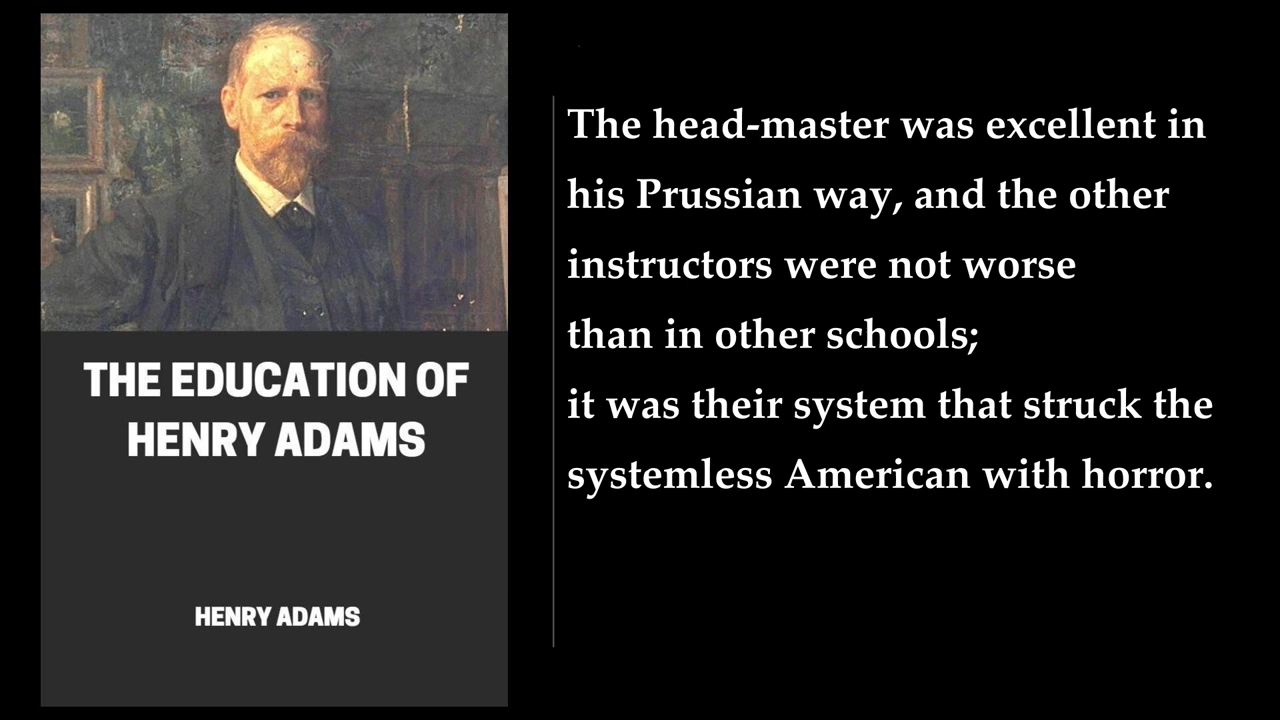 THE EDUCATION OF
HENRY ADAMS
HENRY ADAMS
The head-master was excellent in
his Prussian way, and the other
instructors were not worse
than in other schools;
it was their system that struck the
systemless American with horror.